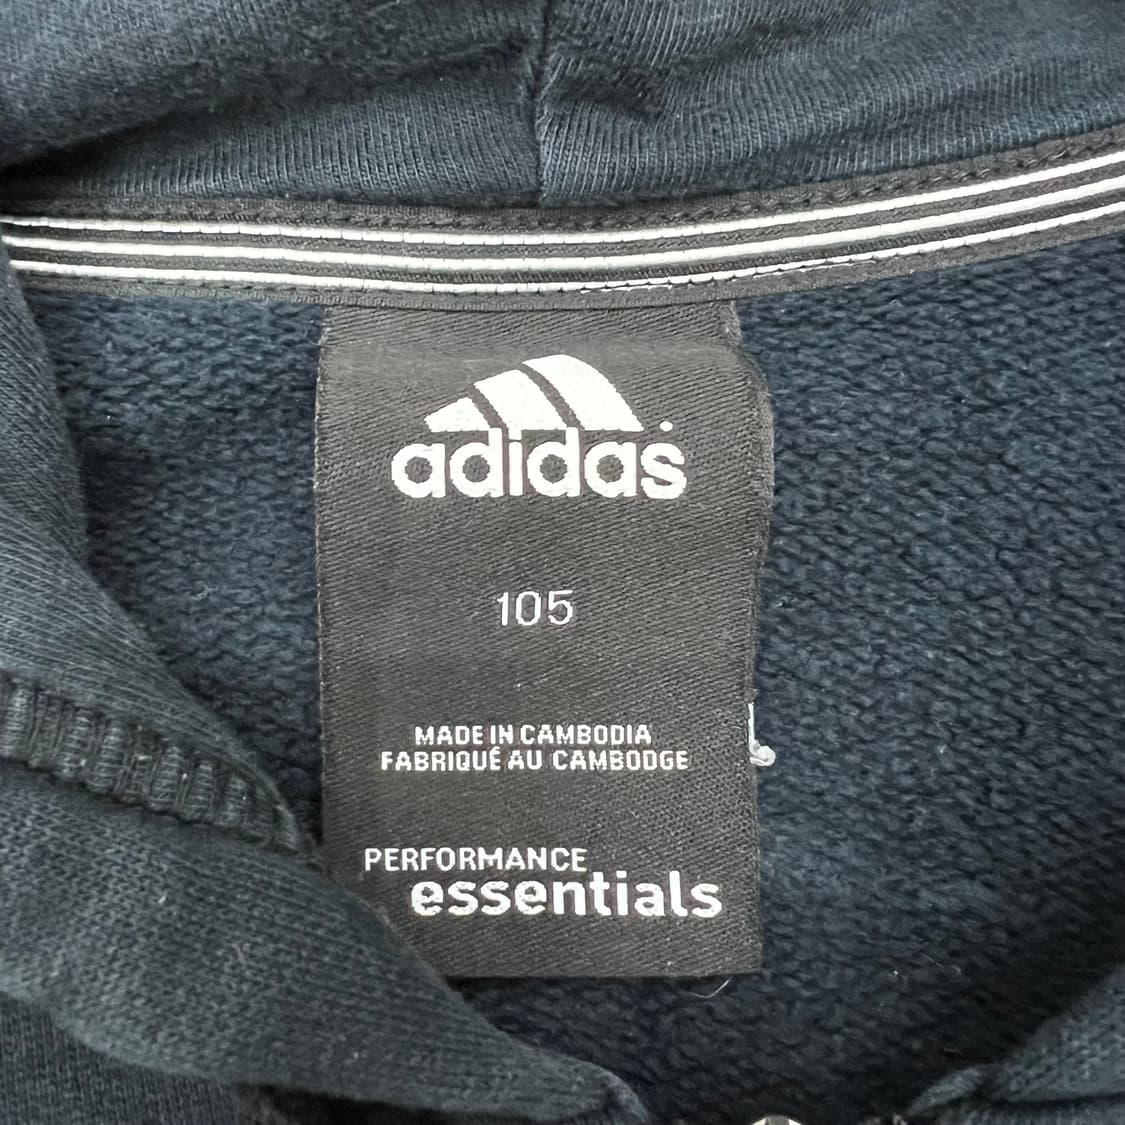 adidas
105
MADE IN CAMBODIA
FABRIQUÉ AU CAMBODGE
PERFORMANCE
essentials